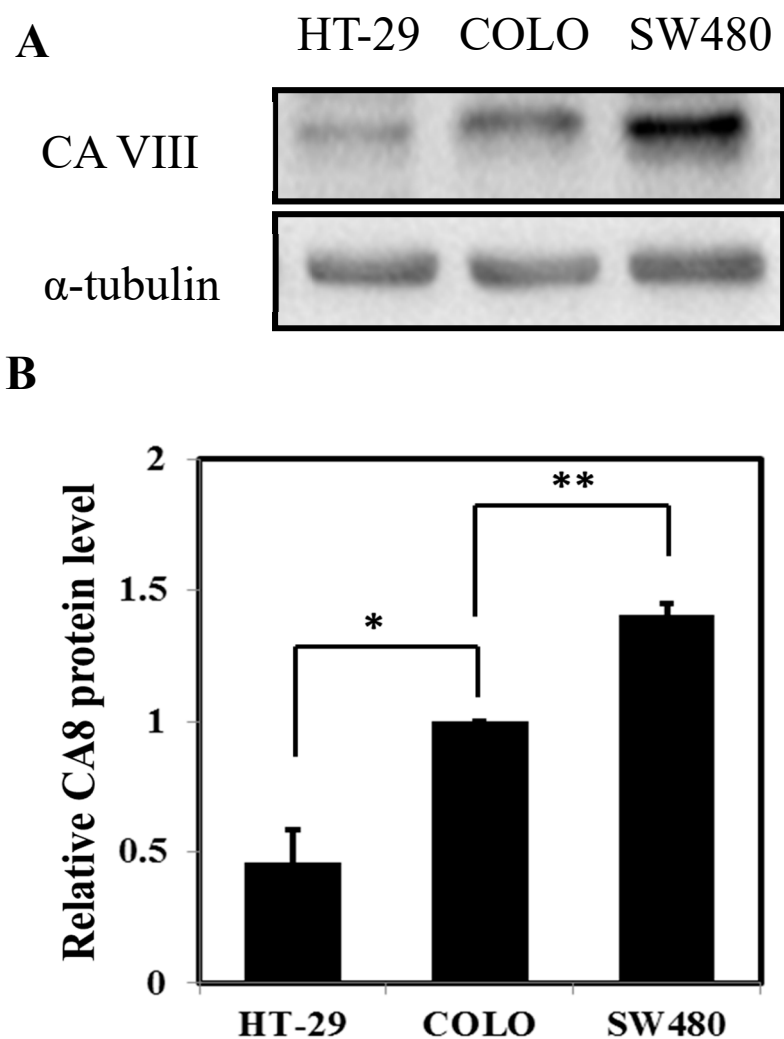 A
HT-29 COLO SW480
CA VIII
α-tubulin
B
Relative CA8 protein level
2
1.5
1
0.5
0
*
**
HT-29 COLO SW480